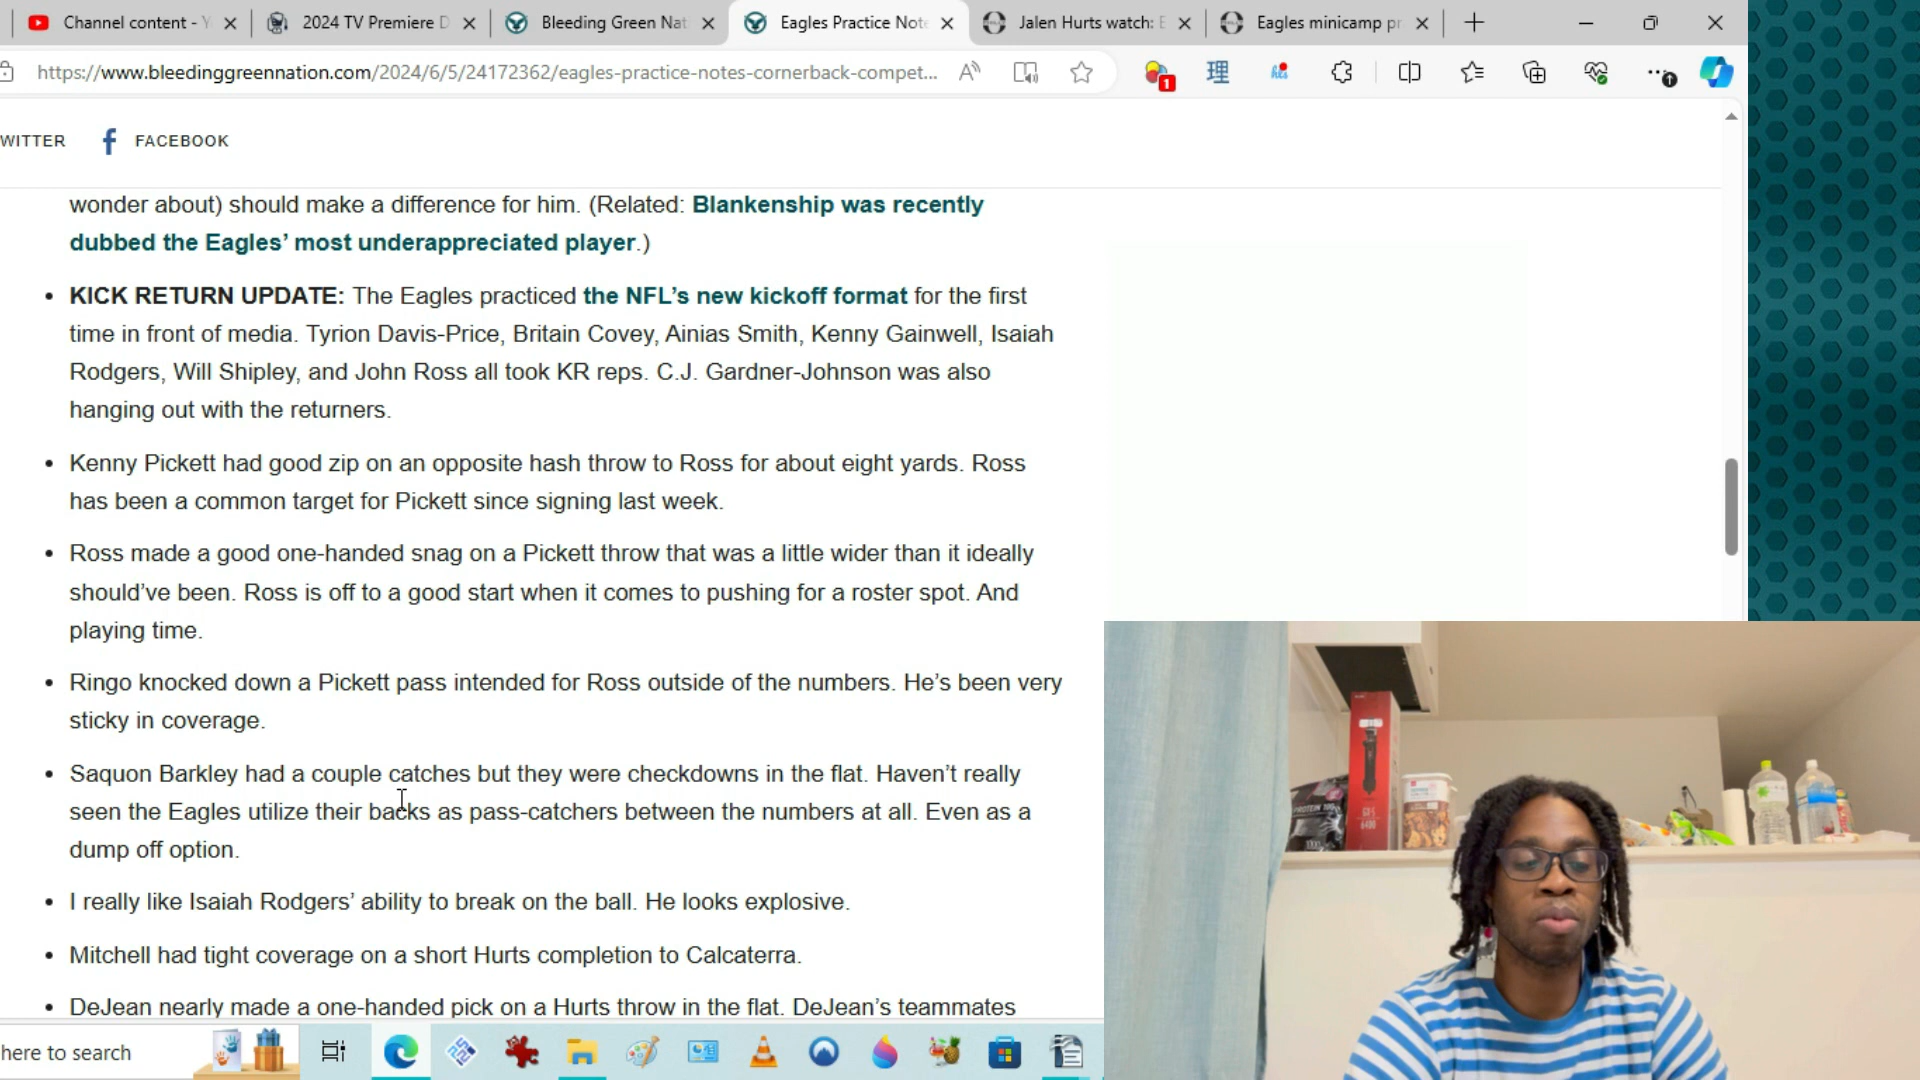 Channel content - Y
2024 TV Premiere D
Bleeding Green Nat
Eagles Practice Note
Jalen Hurts watch: E
Eagles minicamp pr
https://www.bleedinggreennation.com/2024/6/5/24172362/eagles-practice-notes-cornerback-compet...
1
WITTER FACEBOOK
wonder about) should make a difference for him. (Related: Blankenship was recently
dubbed the Eagles’ most underappreciated player.)
• KICK RETURN UPDATE: The Eagles practiced the NFL’s new kickoff format for the first
time in front of media. Tyrion Davis-Price, Britain Covey, Ainias Smith, Kenny Gainwell, Isaiah
Rodgers, Will Shipley, and John Ross all took KR reps. C.J. Gardner-Johnson was also
hanging out with the returners.
• Kenny Pickett had good zip on an opposite hash throw to Ross for about eight yards. Ross
has been a common target for Pickett since signing last week.
• Ross made a good one-handed snag on a Pickett throw that was a little wider than it ideally
should’ve been. Ross is off to a good start when it comes to pushing for a roster spot. And
playing time.
• Ringo knocked down a Pickett pass intended for Ross outside of the numbers. He’s been very
sticky in coverage.
• Saquon Barkley had a couple catches but they were checkdowns in the flat. Haven’t really
seen the Eagles utilize their backs as pass-catchers between the numbers at all. Even as a
dump off option.
• I really like Isaiah Rodgers’ ability to break on the ball. He looks explosive.
• Mitchell had tight coverage on a short Hurts completion to Calcaterra.
• DeJean nearly made a one-handed pick on a Hurts throw in the flat. DeJean’s teammates
here to search